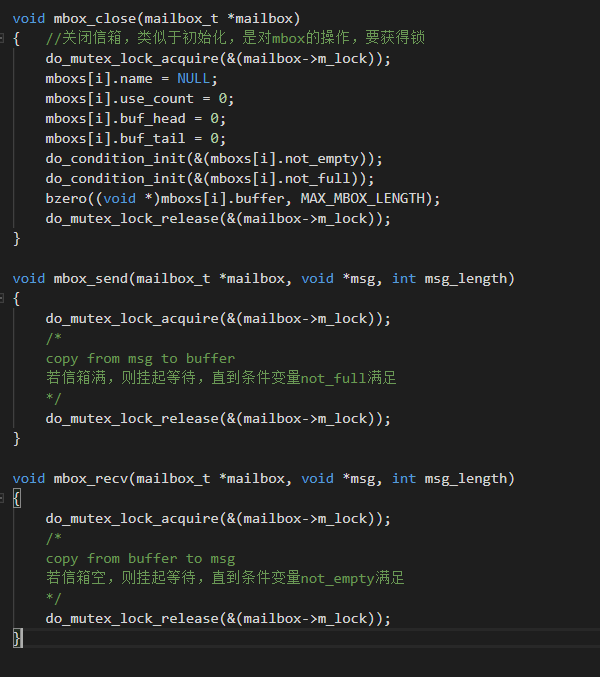 void mbox_close(mailbox_t *mailbox)
{   //关闭信箱，类似于初始化，是对mbox的操作，要获得锁
    do_mutex_lock_acquire(&(mailbox->m_lock));
    mboxs[i].name = NULL;
    mboxs[i].use_count = 0;
    mboxs[i].buf_head = 0;
    mboxs[i].buf_tail = 0;
    do_condition_init(&(mboxs[i].not_empty));
    do_condition_init(&(mboxs[i].not_full));
    bzero((void *)mboxs[i].buffer, MAX_MBOX_LENGTH);
    do_mutex_lock_release(&(mailbox->m_lock));
}

void mbox_send(mailbox_t *mailbox, void *msg, int msg_length)
{
    do_mutex_lock_acquire(&(mailbox->m_lock));
    /*
    copy from msg to buffer
    若信箱满，则挂起等待，直到条件变量not_full满足
    */
    do_mutex_lock_release(&(mailbox->m_lock));
}

void mbox_recv(mailbox_t *mailbox, void *msg, int msg_length)
{
    do_mutex_lock_acquire(&(mailbox->m_lock));
    /*
    copy from buffer to msg
    若信箱空，则挂起等待，直到条件变量not_empty满足
    */
    do_mutex_lock_release(&(mailbox->m_lock));
}